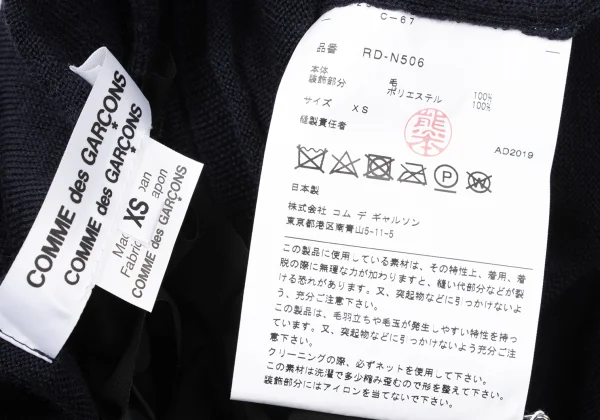 COMME des GARÇONS
COMME des GARÇONS
XS
COMME des GARÇONS
C-67
品番 RD-N506
本体 毛 100%
装飾部分 ポリエステル 100%
サイズ XS
縫製責任者
熊本
AD2019
P
W
日本製
株式会社 コム デ ギャルソン
東京都港区南青山5-11-5
この製品に使用している素材は、その特性上、着用、着
脱の際に無理な力が加わりますと、縫い代部分などが裂
ける恐れがあります。又、突起物などに引っかけないよ
う、充分ご注意下さい。
この製品は、毛羽立ちや毛玉が発生しやすい特性を持っ
ています。又、突起物などに引っかけないよう充分ご注
意下さい。
クリーニングの際、必ずネットを使用して下さい。
この素材は洗濯で多少縮み歪むので形を整えて下さい。
装飾部分にはアイロンを当てないで下さい。